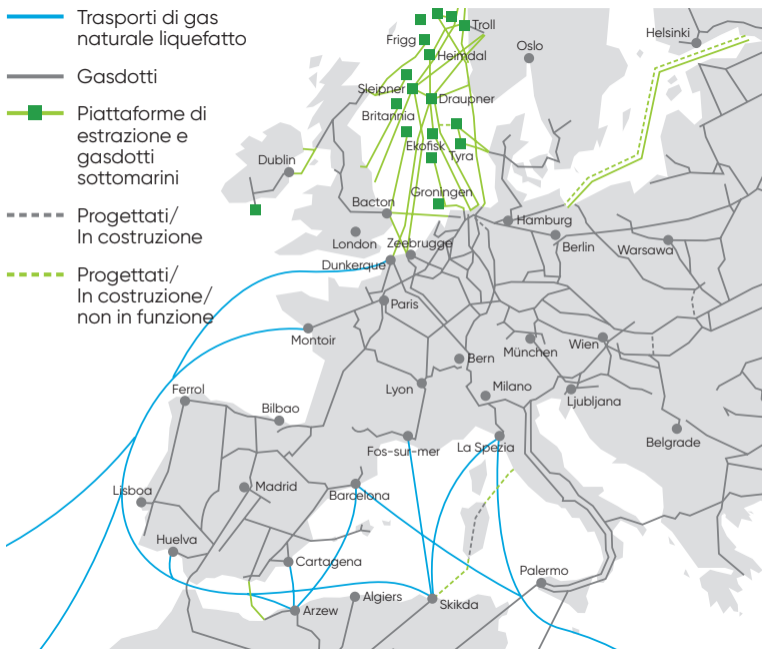 Trasporti di gas
naturale liquefatto
Gasdotti
Piattaforme di
estrazione e
gasdotti
sottomarini
Progettati/
In costruzione
Progettati/
In costruzione/
non in funzione
Troll
Frigg
Heimdal
Oslo
Helsinki
Sleipner
Draupner
Britannia
Ekofisk
Tyra
Dublin
Groningen
Bacton
Hamburg
London
Zeebrugge
Berlin
Warsawa
Dunkerque
Paris
Montoir
Bern
München
Wien
Lyon
Milano
Ljubljana
Ferrol
Bilbao
Belgrade
Fos-sur-mer
La Spezia
Lisboa
Madrid
Barcelona
Huelva
Cartagena
Palermo
Arzew
Algiers
Skikda